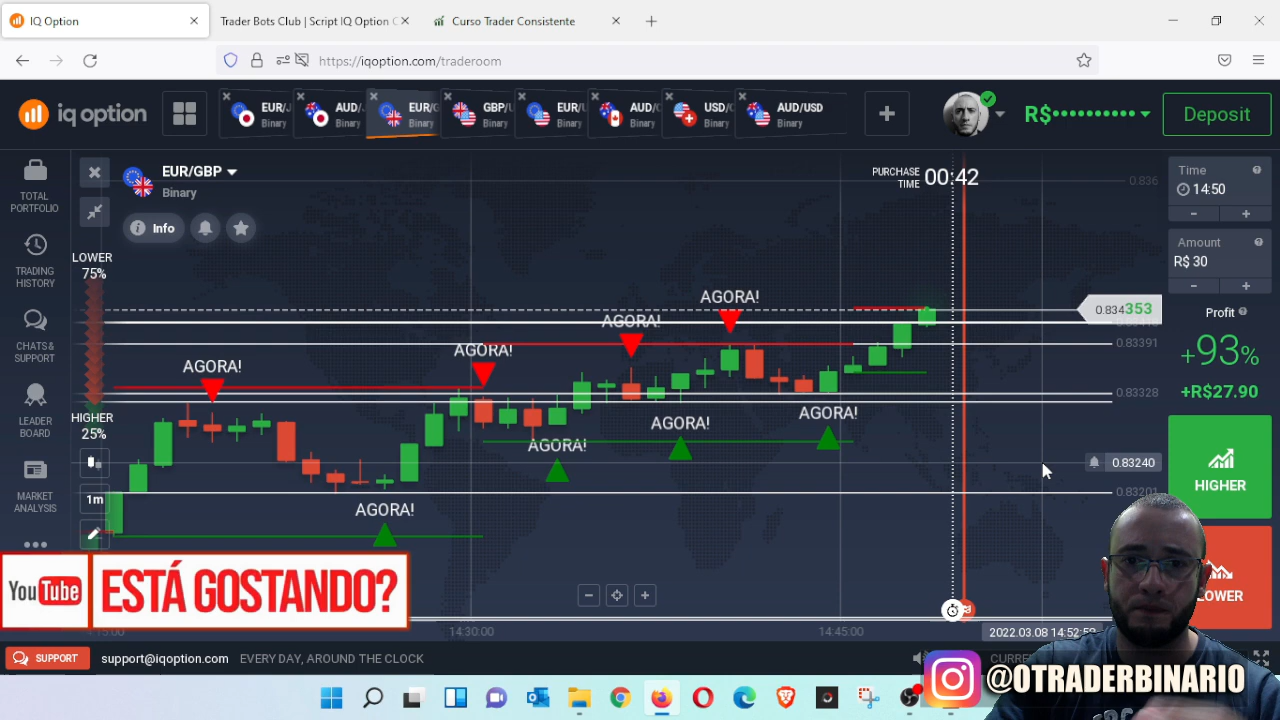 IQ Option
Trader Bots Club | Script IQ Option C
Curso Trader Consistente
https://iqoption.com/traderoom
iq option
EUR/J
Binary
AUD/
Binary
EUR/G
Binary
GBP/U
Binary
EUR/U
Binary
AUD/C
Binary
USD/C
Binary
AUD/USD
Binary
R$••••••••••
Deposit
TOTAL
PORTFOLIO
TRADING
HISTORY
CHATS &
SUPPORT
LEADER
BOARD
MARKET
ANALYSIS
EUR/GBP
Binary
Info
LOWER
75%
HIGHER
25%
1m
PURCHASE
TIME
00:42
AGORA!
AGORA!
AGORA!
AGORA!
AGORA!
AGORA!
AGORA!
AGORA!
0.836
0.834353
0.83391
0.83328
0.83240
0.83201
Time
14:50
- +
Amount
R$ 30
- +
Profit
+93%
+R$27.90
HIGHER
LOWER
YouTube
ESTÁ GOSTANDO?
14:30:00
14:45:00
2022.03.08 14:52:59
SUPPORT
support@iqoption.com
EVERY DAY, AROUND THE CLOCK
@OTRADERBINARIO